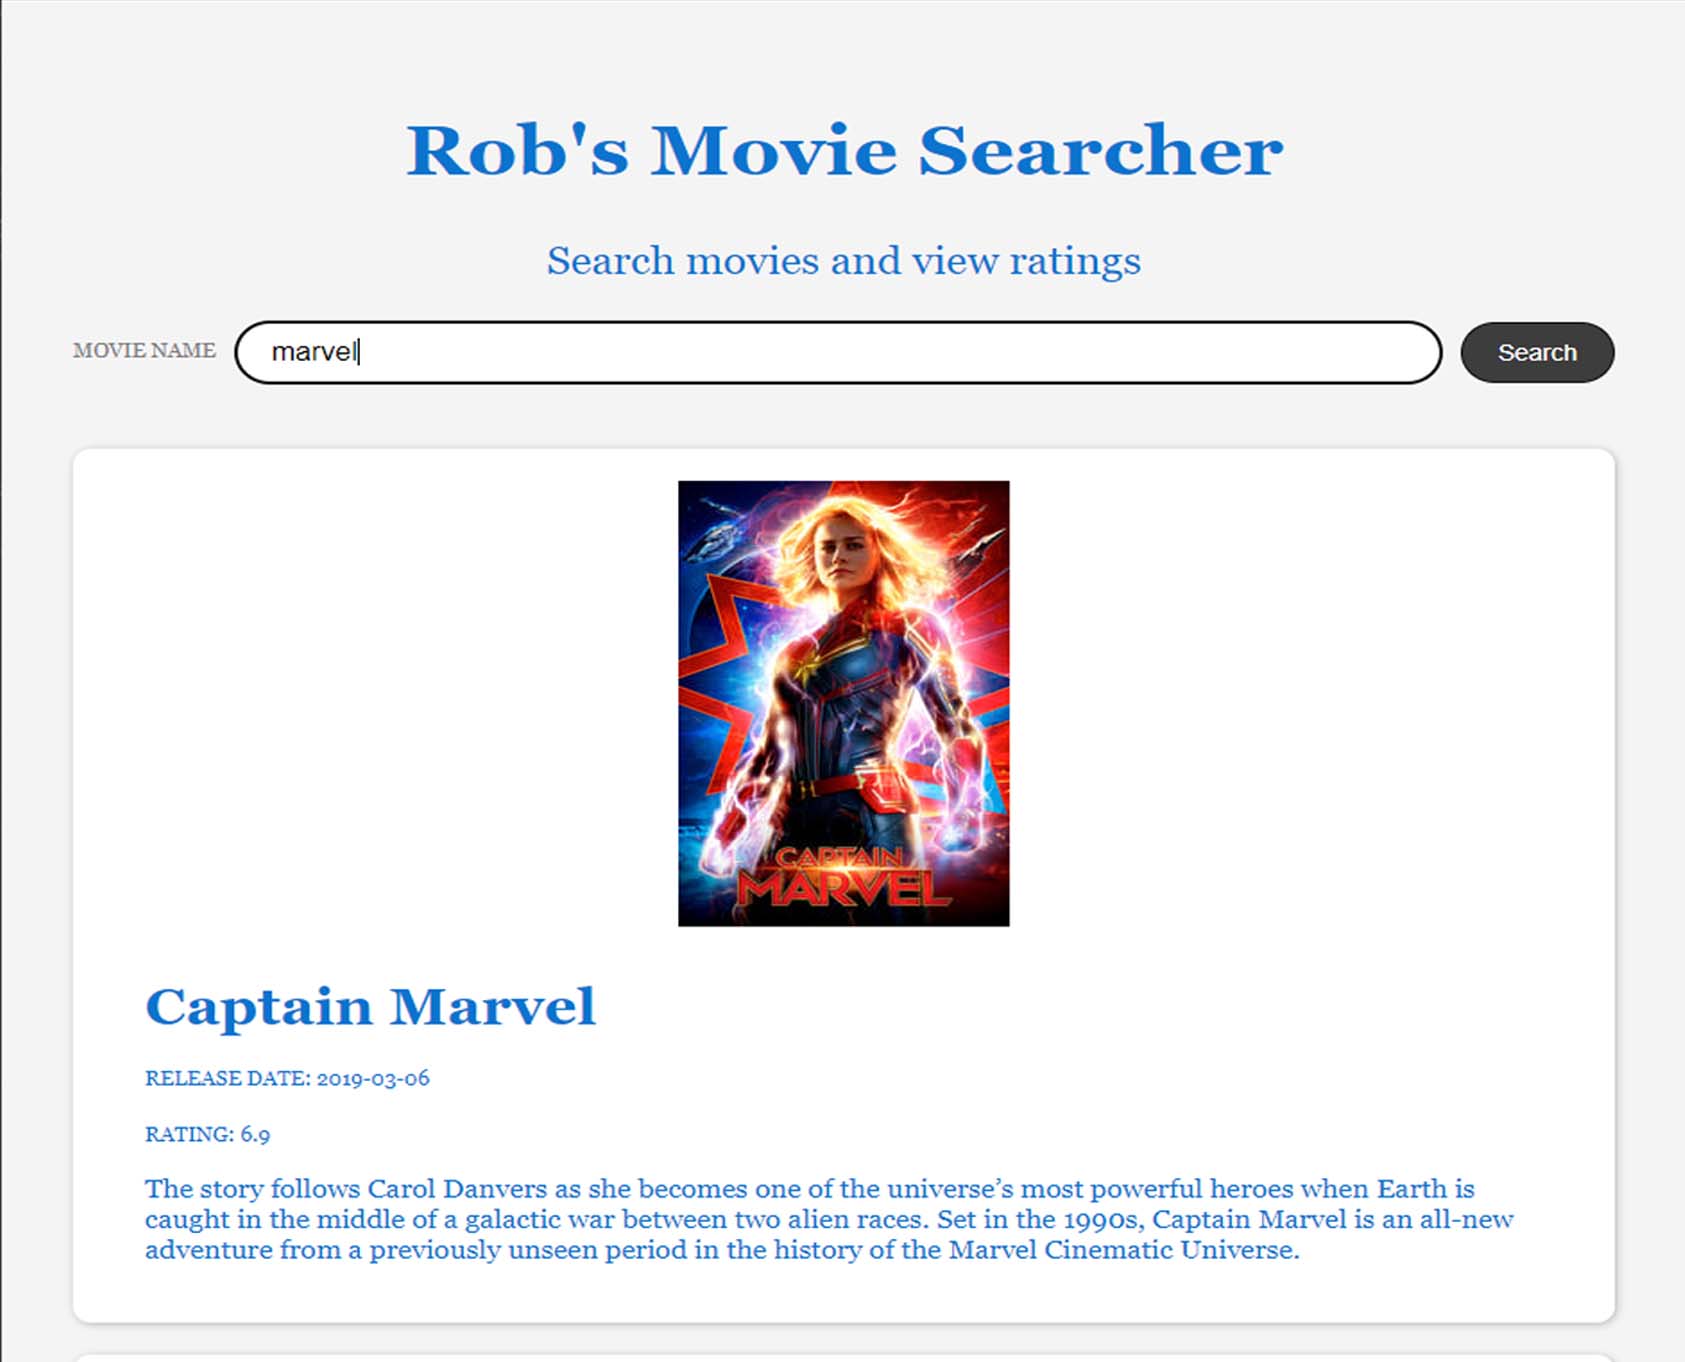 Rob's Movie Searcher
Search movies and view ratings
MOVIE NAME
marvel
Search
CAPTAIN
MARVEL
Captain Marvel
RELEASE DATE: 2019-03-06
RATING: 6.9
The story follows Carol Danvers as she becomes one of the universe’s most powerful heroes when Earth is
caught in the middle of a galactic war between two alien races. Set in the 1990s, Captain Marvel is an all-new
adventure from a previously unseen period in the history of the Marvel Cinematic Universe.